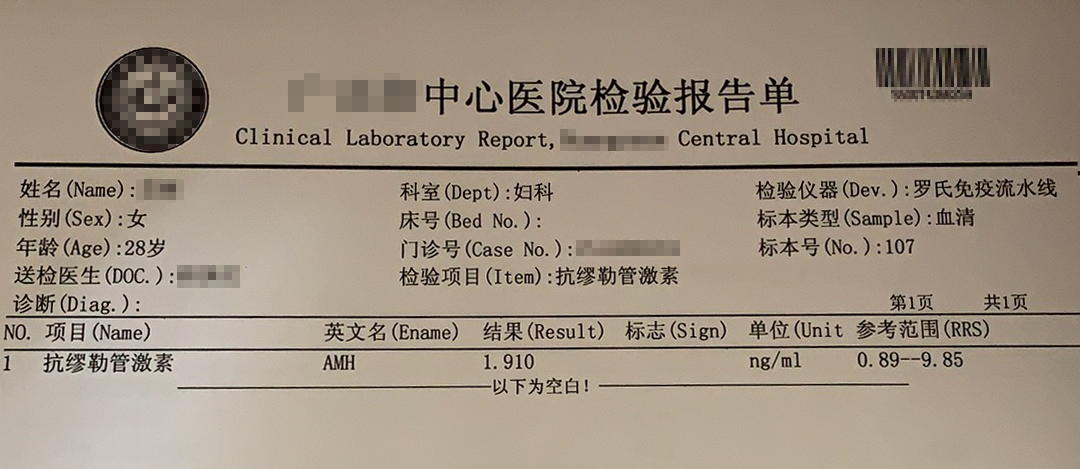 中心医院检验报告单
Clinical Laboratory Report, Central Hospital
姓名(Name): 科室(Dept):妇科 检验仪器(Dev.):罗氏免疫流水线
性别(Sex):女 床号(Bed No.): 标本类型(Sample):血清
年龄(Age):28岁 门诊号(Case No.): 标本号(No.):107
送检医生(DOC.): 检验项目(Item):抗缪勒管激素
诊断(Diag.): 第1页 共1页
NO. 项目(Name) 英文名(Ename) 结果(Result) 标志(Sign) 单位(Unit 参考范围(RRS)
1 抗缪勒管激素 AMH 1.910 ng/ml 0.89--9.85
以下为空白!